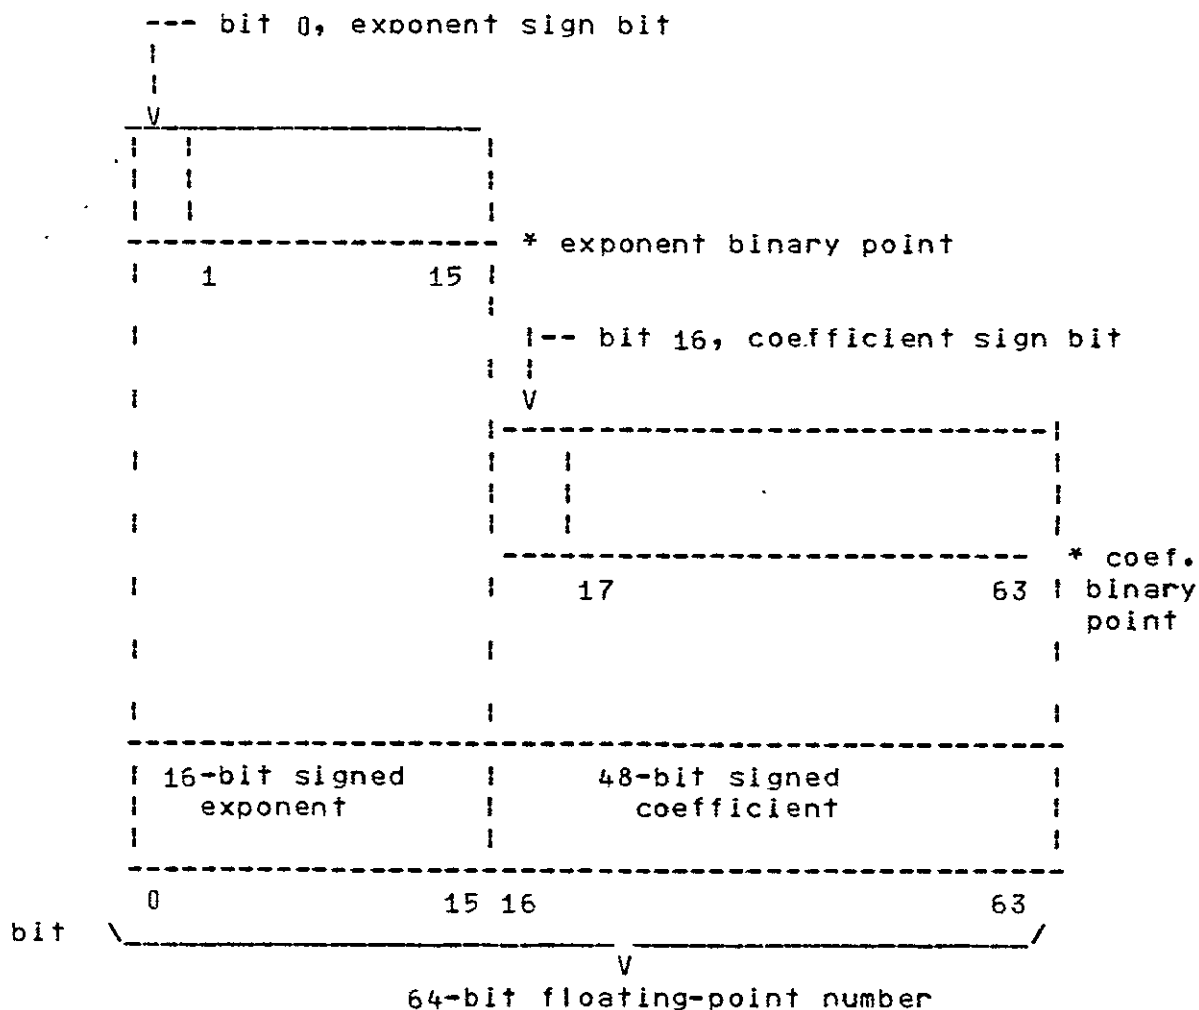 --- bit 0, exponent sign bit
V
* exponent binary point
1 15
|-- bit 16, coefficient sign bit
V
* coef.
17 63 binary
point
16-bit signed 48-bit signed
exponent coefficient
0 15 16 63
bit
V
64-bit floating-point number